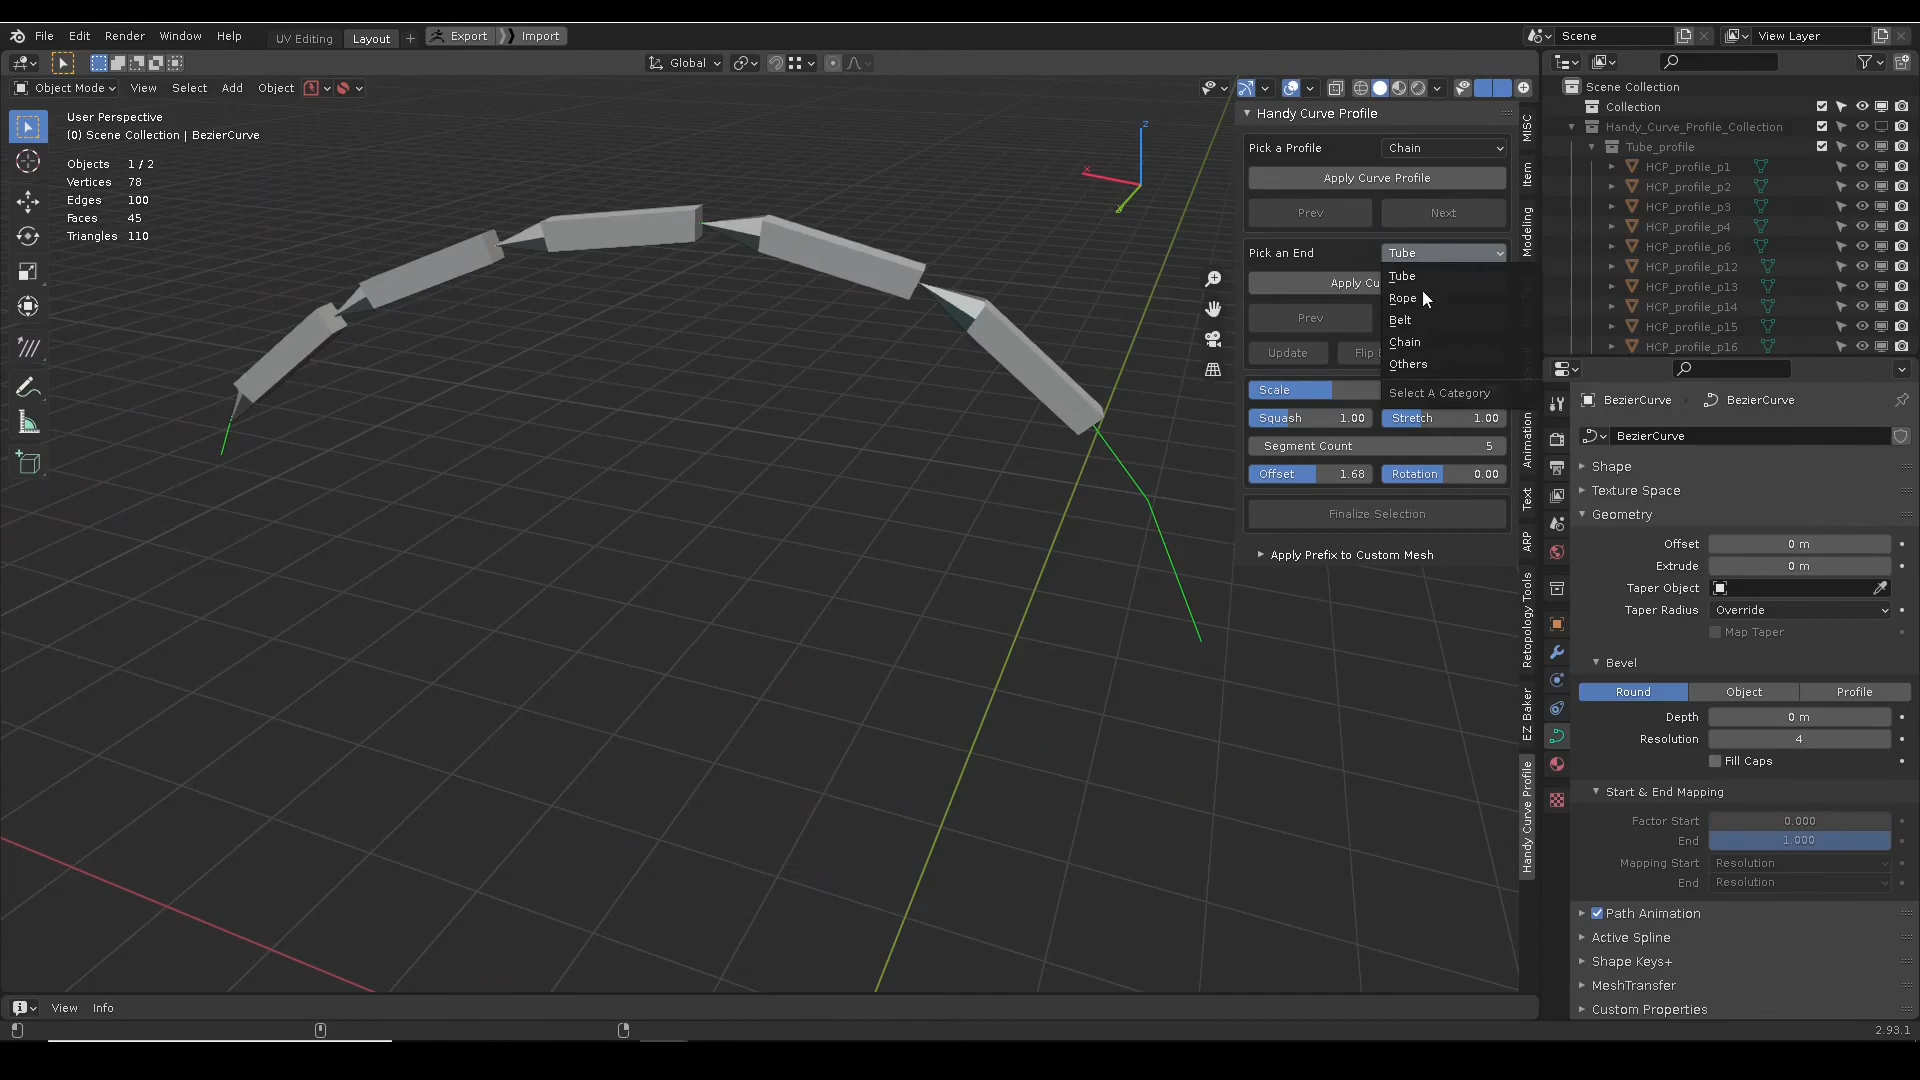 File Edit Render Window Help UV Editing Layout + Export Import Scene View Layer
Global
Object Mode View Select Add Object
User Perspective
(0) Scene Collection | BezierCurve
Objects 1 / 2
Vertices 78
Edges 100
Faces 45
Triangles 110
Z
X
Y
Handy Curve Profile
Pick a Profile Chain
Apply Curve Profile
Prev Next
Pick an End Tube
Tube
Apply Cu
Rope
Prev
Belt
Chain
Update Flip
Others
Scale
Select A Category
Squash 1.00 Stretch 1.00
Segment Count 5
Offset 1.68 Rotation 0.00
Finalize Selection
Apply Prefix to Custom Mesh
MISC
Item
Modeling
Animation
Text
ARP
Retopology Tools
EZ Baker
Handy Curve Profile
Scene Collection
Collection
Handy_Curve_Profile_Collection
Tube_profile
HCP_profile_p1
HCP_profile_p2
HCP_profile_p3
HCP_profile_p4
HCP_profile_p6
HCP_profile_p12
HCP_profile_p13
HCP_profile_p14
HCP_profile_p15
HCP_profile_p16
BezierCurve BezierCurve
BezierCurve
Shape
Texture Space
Geometry
Offset 0 m
Extrude 0 m
Taper Object
Taper Radius Override
Map Taper
Bevel
Round Object Profile
Depth 0 m
Resolution 4
Fill Caps
Start & End Mapping
Factor Start 0.000
End 1.000
Mapping Start Resolution
End Resolution
Path Animation
Active Spline
Shape Keys+
MeshTransfer
Custom Properties
View Info
2.93.1